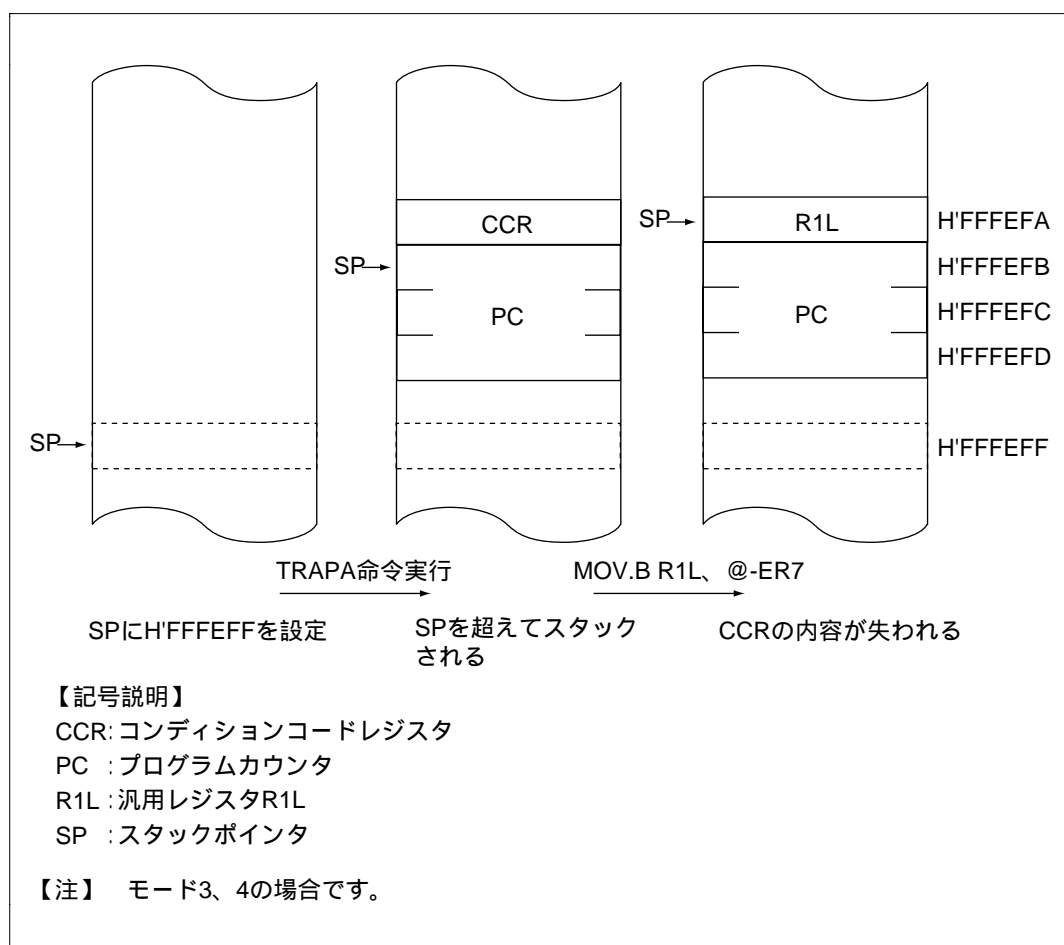 CCR
SP
PC
SP
R1L
PC
SP
H'FFFEFA
H'FFFEFB
H'FFFEFC
H'FFFEFD
H'FFFEFF
TRAPA命令実行
MOV.B R1L、@-ER7
SPにH'FFFEFFを設定
SPを超えてスタック
される
CCRの内容が失われる
【記号説明】
CCR:コンディションコードレジスタ
PC :プログラムカウンタ
R1L :汎用レジスタR1L
SP :スタックポインタ
【注】 モード3、4の場合です。